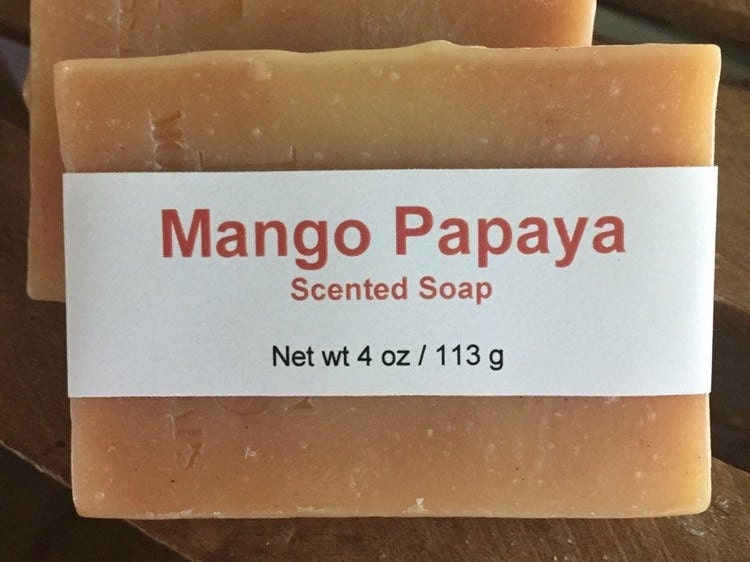 Mango Papaya
Scented Soap
Net wt 4 oz / 113 g